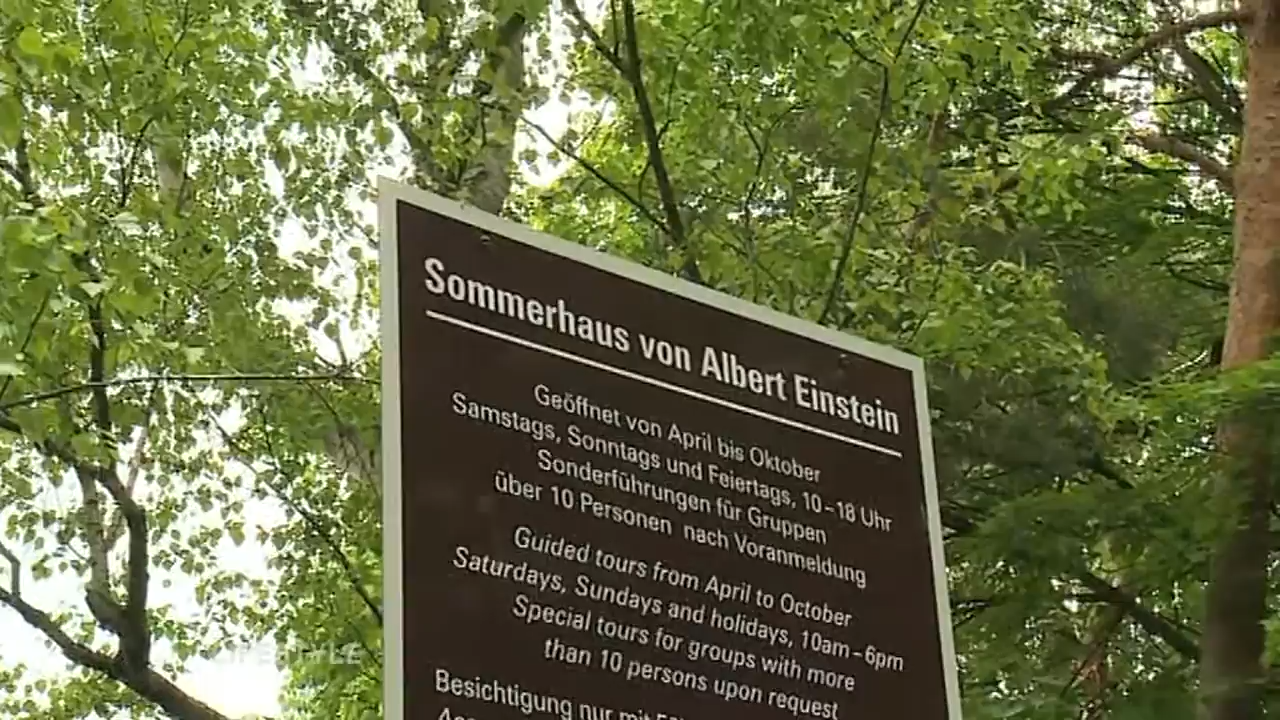 Sommerhaus von Albert Einstein
Geöffnet von April bis Oktober
Samstags, Sonntags und Feiertags, 10–18 Uhr
Sonderführungen für Gruppen
über 10 Personen nach Voranmeldung
Guided tours from April to October
Saturdays, Sundays and holidays, 10am–6pm
Special tours for groups with more
than 10 persons upon request
Besichtigung nur mit
LIFESTYLE